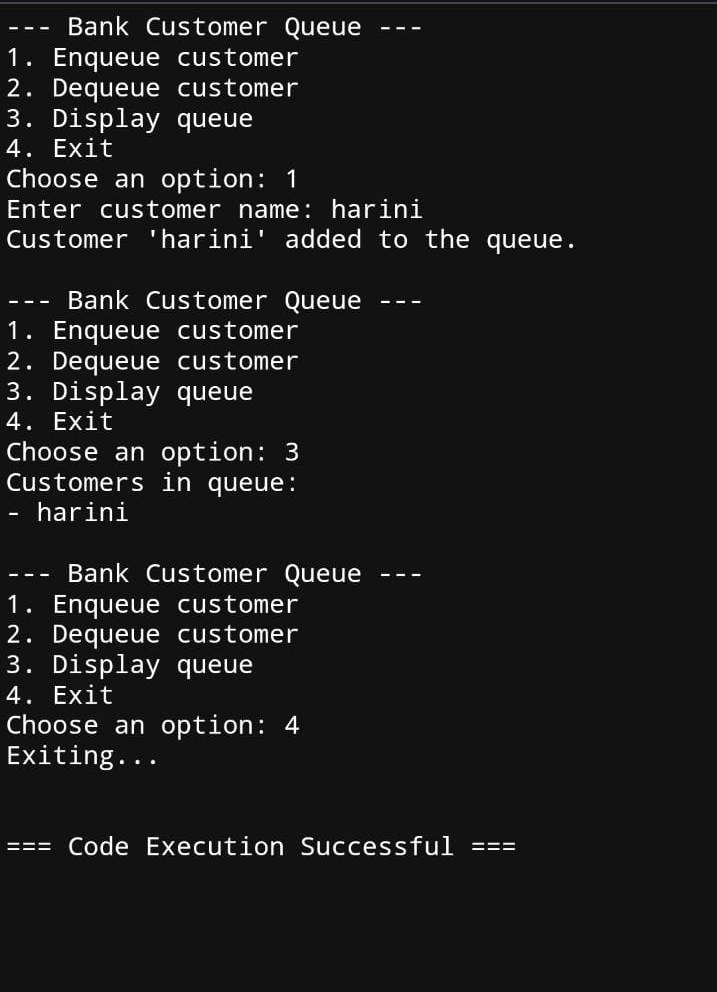 --- Bank Customer Queue ---
1. Enqueue customer
2. Dequeue customer
3. Display queue
4. Exit
Choose an option: 1
Enter customer name: harini
Customer 'harini' added to the queue.

--- Bank Customer Queue ---
1. Enqueue customer
2. Dequeue customer
3. Display queue
4. Exit
Choose an option: 3
Customers in queue:
- harini

--- Bank Customer Queue ---
1. Enqueue customer
2. Dequeue customer
3. Display queue
4. Exit
Choose an option: 4
Exiting...

=== Code Execution Successful ===